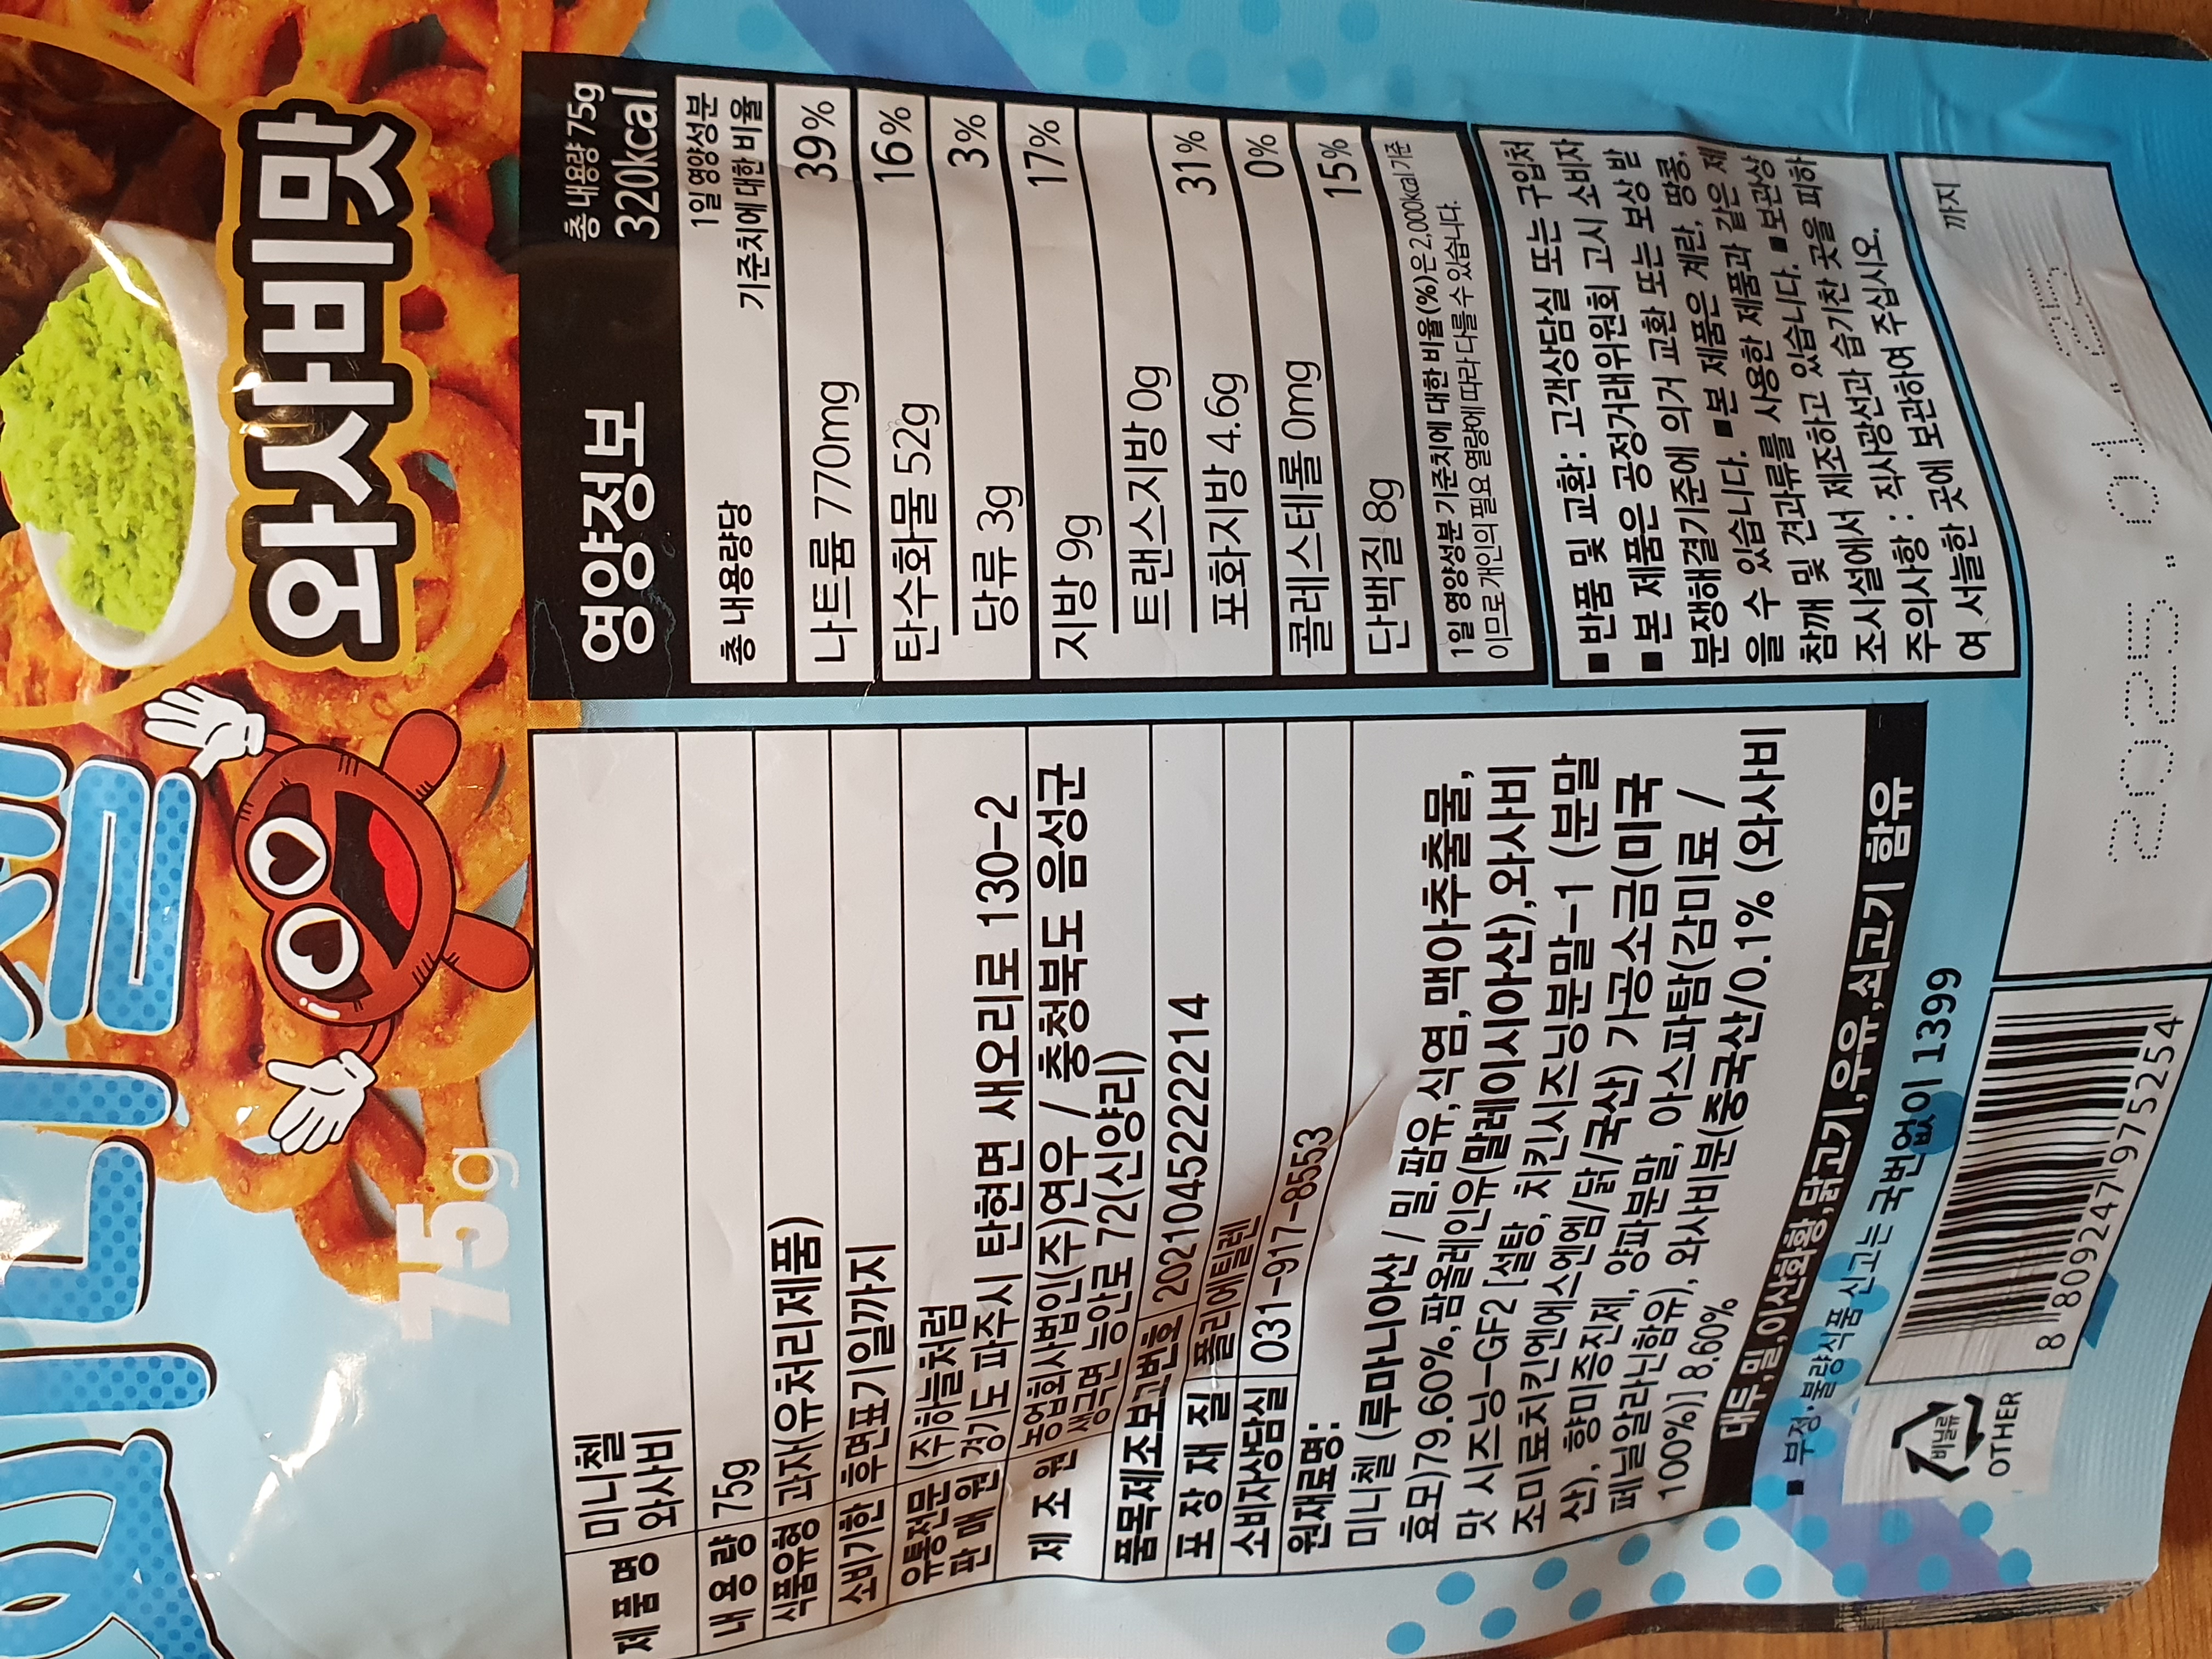 미니첼
와사비맛
75g
제품명
미니첼
와사비
내용량 75g
식품유형 과자(유처리제품)
소비기한 후면표기일까지
유통전문
판매원
(주)하늘처럼
경기도 파주시 탄현면 새오리로 130-2
제조원
농업회사법인(주)연우 / 충청북도 음성군
생극면 능안로 72(신양리)
품목제조보고번호 2021045222214
포장재질 폴리에틸렌
소비자상담실 031-917-8553
원재료명:
미니첼 (루마니아산 / 밀.팜유,식염,맥아추출물,
효모)79.60%,팜올레인유(말레이시아산),와사비
맛 시즈닝-GF2 [설탕, 치킨시즈닝분말-1 (분말
조미료치킨엔에스엔엠/닭/국산) 가공소금(미국
산), 향미증진제, 양파분말, 아스파탐(감미료 /
페닐알라닌함유), 와사비분(중국산/0.1% (와사비
100%)] 8.60%
대두,밀,이산화황,닭고기,우유,쇠고기 함유
■ 부정·불량식품 신고는 국번없이 1399
비닐류
OTHER
8 809247 975254
영양정보
총 내용량 75g
320kcal
총 내용량당
1일 영양성분
기준치에 대한 비율
나트륨 770mg 39%
탄수화물 52g 16%
당류 3g 3%
지방 9g 17%
트랜스지방 0g
포화지방 4.6g 31%
콜레스테롤 0mg 0%
단백질 8g 15%
1일 영양성분 기준치에 대한 비율(%)은 2,000kcal 기준
이므로 개인의 필요 열량에 따라 다를 수 있습니다.
■반품 및 교환: 고객상담실 또는 구입처
■본 제품은 공정거래위원회 고시 소비자
분쟁해결기준에 의거 교환 또는 보상 받
을 수 있습니다. ■본 제품은 계란, 땅콩,
참깨 및 견과류를 사용한 제품과 같은 제
조시설에서 제조하고 있습니다. ■보관상
주의사항 : 직사광선과 습기찬 곳을 피하
여 서늘한 곳에 보관하여 주십시오.
까지
2025.01.25